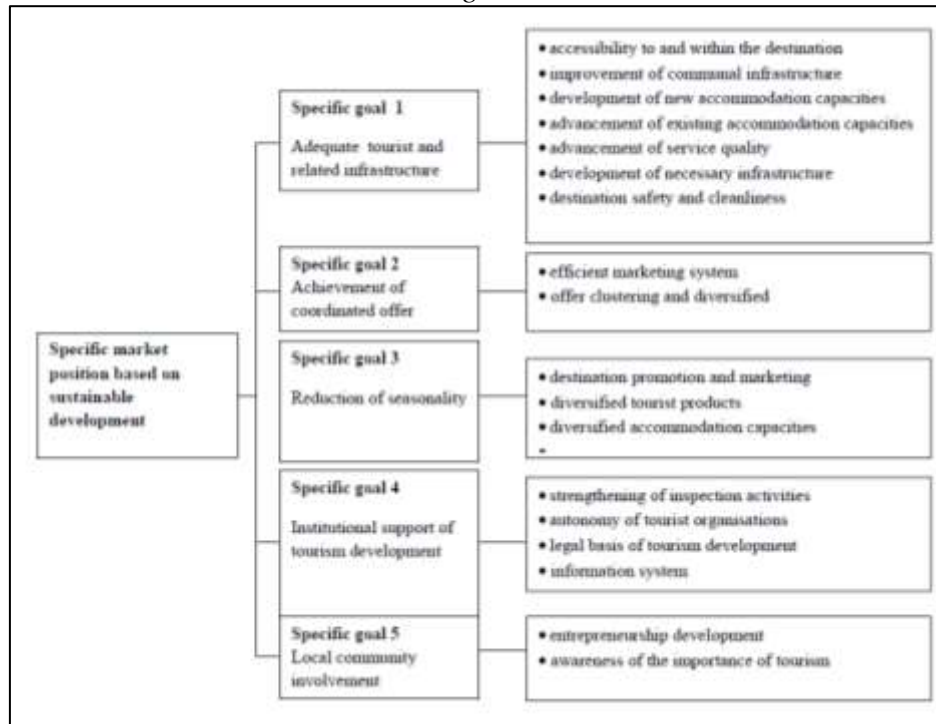 Specific market
position based on
sustainable
development
Specific goal 1
Adequate tourist and
related infrastructure
• accessibility to and within the destination
• improvement of communal infrastructure
• development of new accommodation capacities
• advancement of existing accommodation capacities
• advancement of service quality
• development of necessary infrastructure
• destination safety and cleanliness
Specific goal 2
Achievement of
coordinated offer
• efficient marketing system
• offer clustering and diversified
Specific goal 3
Reduction of seasonality
• destination promotion and marketing
• diversified tourist products
• diversified accommodation capacities
•
Specific goal 4
Institutional support of
tourism development
• strengthening of inspection activities
• autonomy of tourist organisations
• legal basis of tourism development
• information system
Specific goal 5
Local community
involvement
• entrepreneurship development
• awareness of the importance of tourism